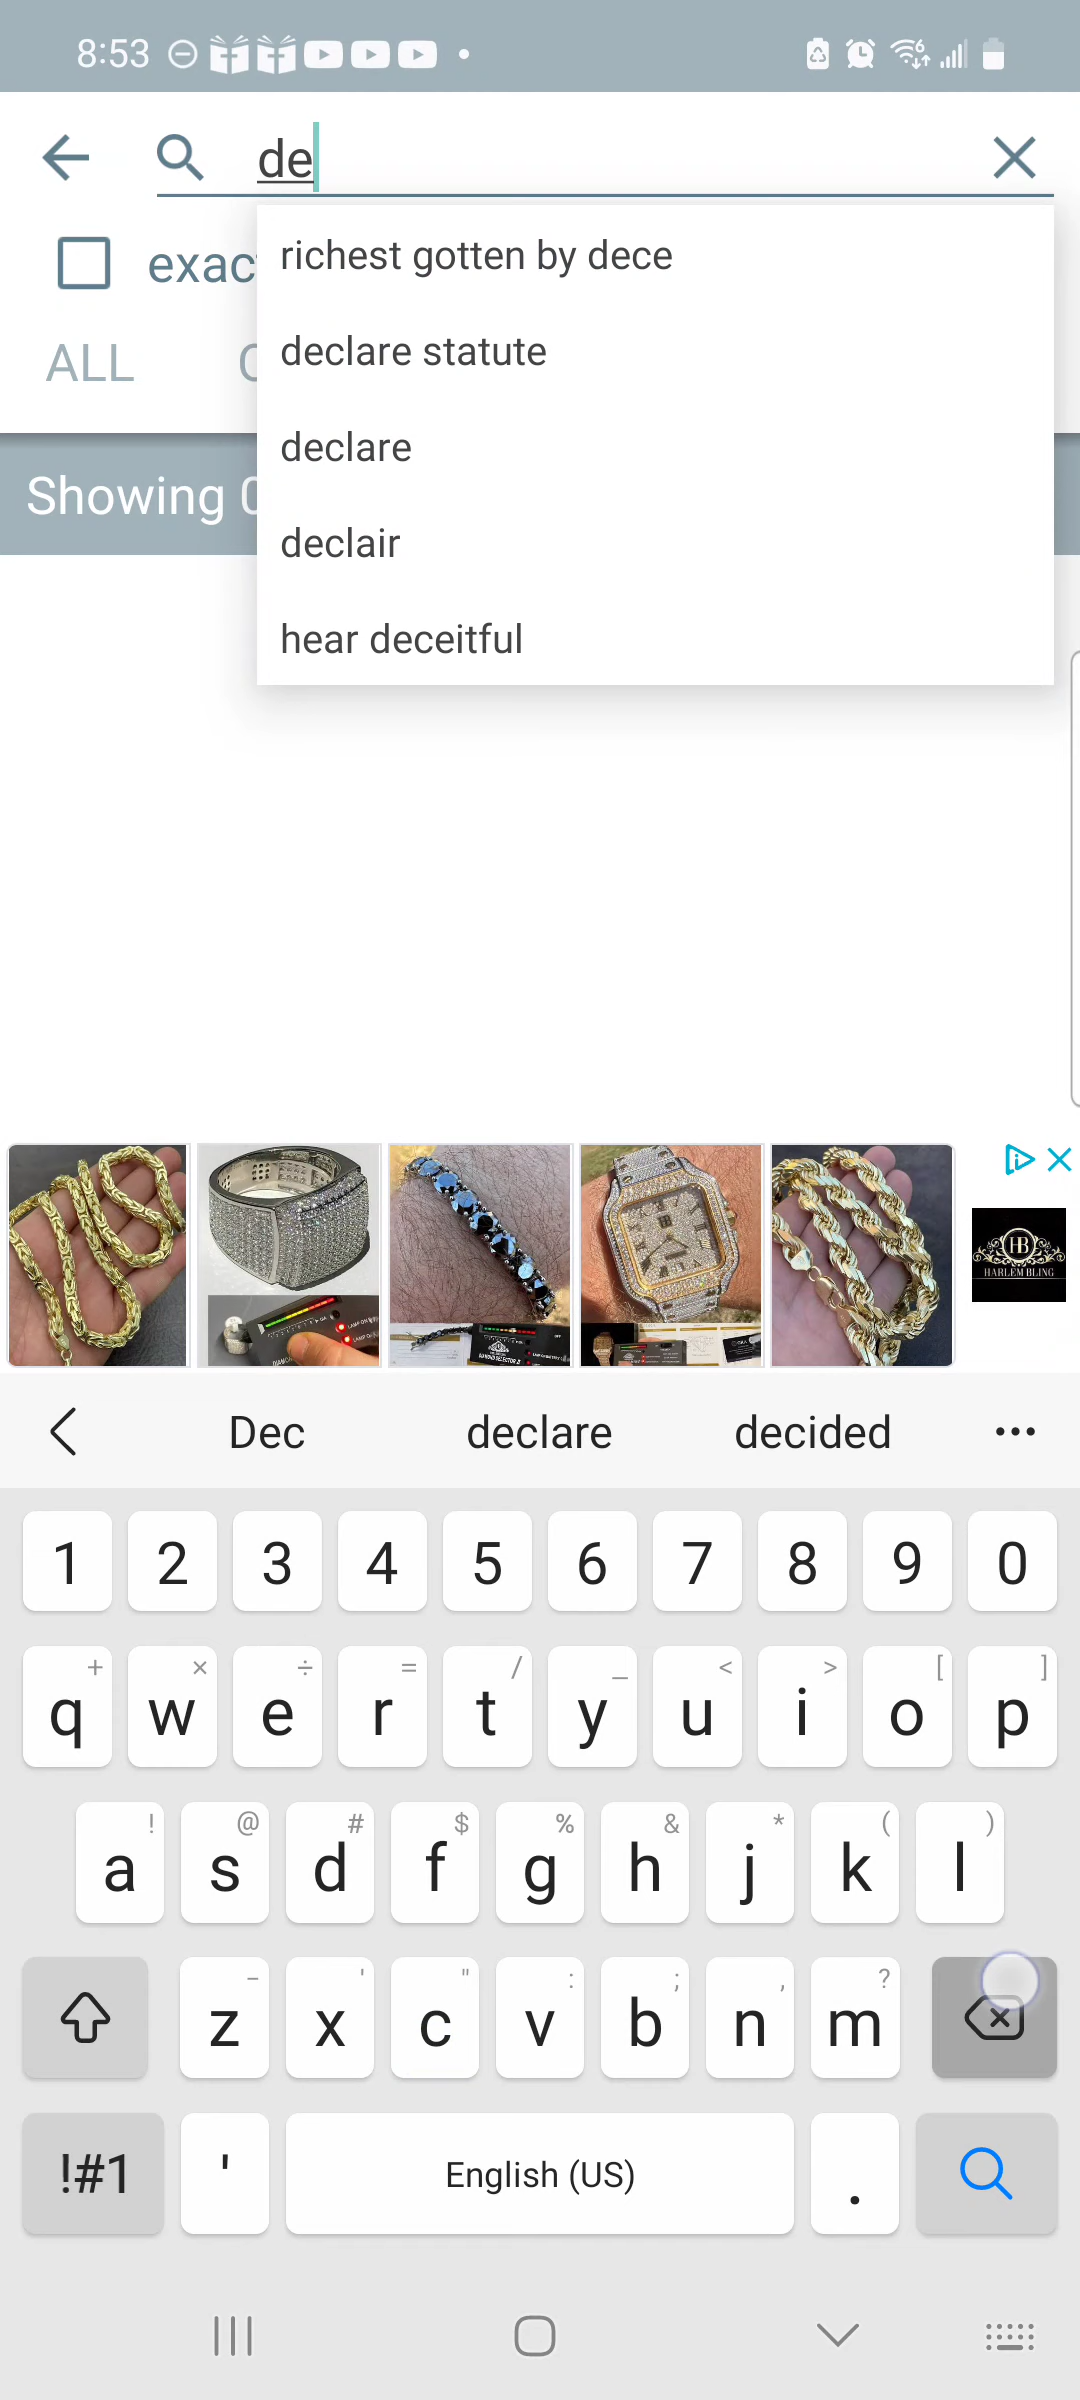 8:53
de
richest gotten by dece
exac
declare statute
ALL
declare
Showing
declair
hear deceitful
HB
HARLEM BLING
Dec declare decided
1 2 3 4 5 6 7 8 9 0
+ × ÷ = / _ < > [ ]
q w e r t y u i o p
! @ # $ % & * ( )
a s d f g h j k l
- ' " : ; , ?
z x c v b n m
!#1 ' English (US) .